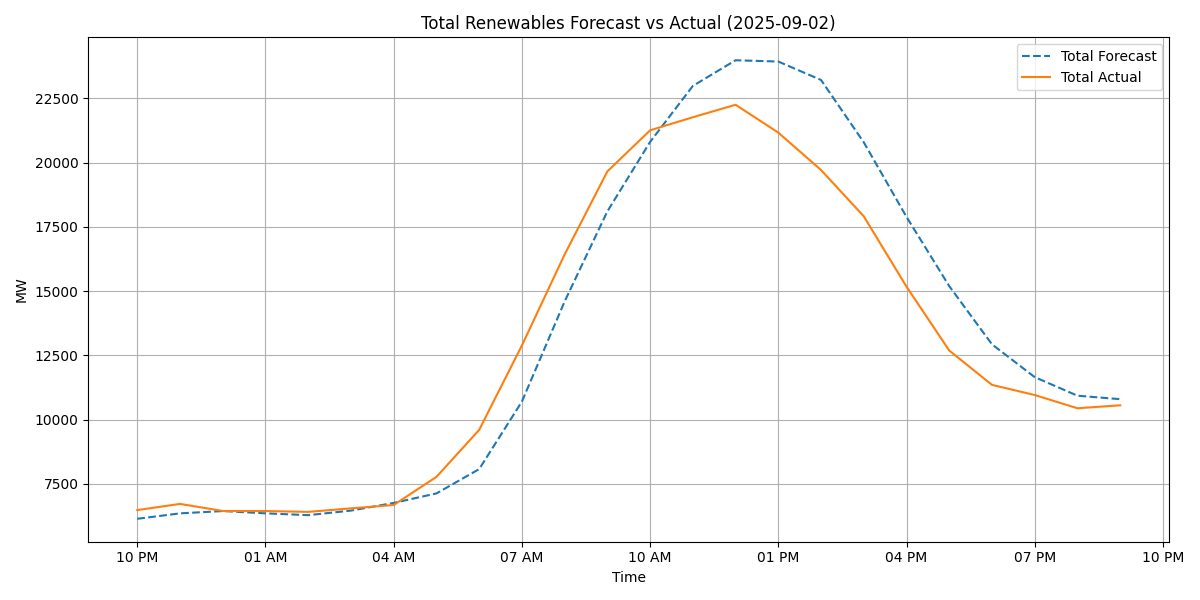 Total Renewables Forecast vs Actual (2025-09-02)
Total Forecast
Total Actual
22500
20000
17500
15000
12500
10000
7500
MW
10 PM 01 AM 04 AM 07 AM 10 AM 01 PM 04 PM 07 PM 10 PM
Time